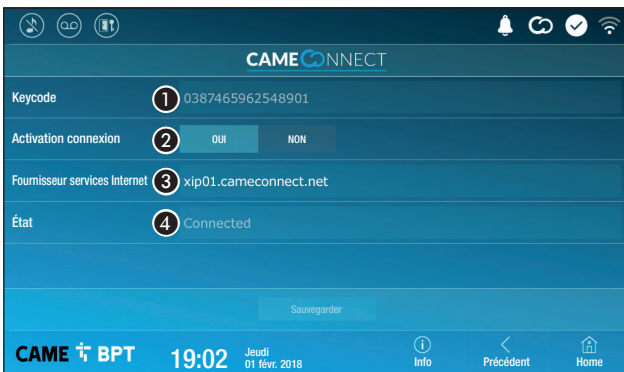 CAMECONNECT
Keycode 1 0387465962548901
Activation connexion 2 OUI NON
Fournisseur services Internet 3 xip01.cameconnect.net
État 4 Connected
Sauvegarder
CAME BPT 19:02 Jeudi
01 févr. 2018
Info Précédent Home